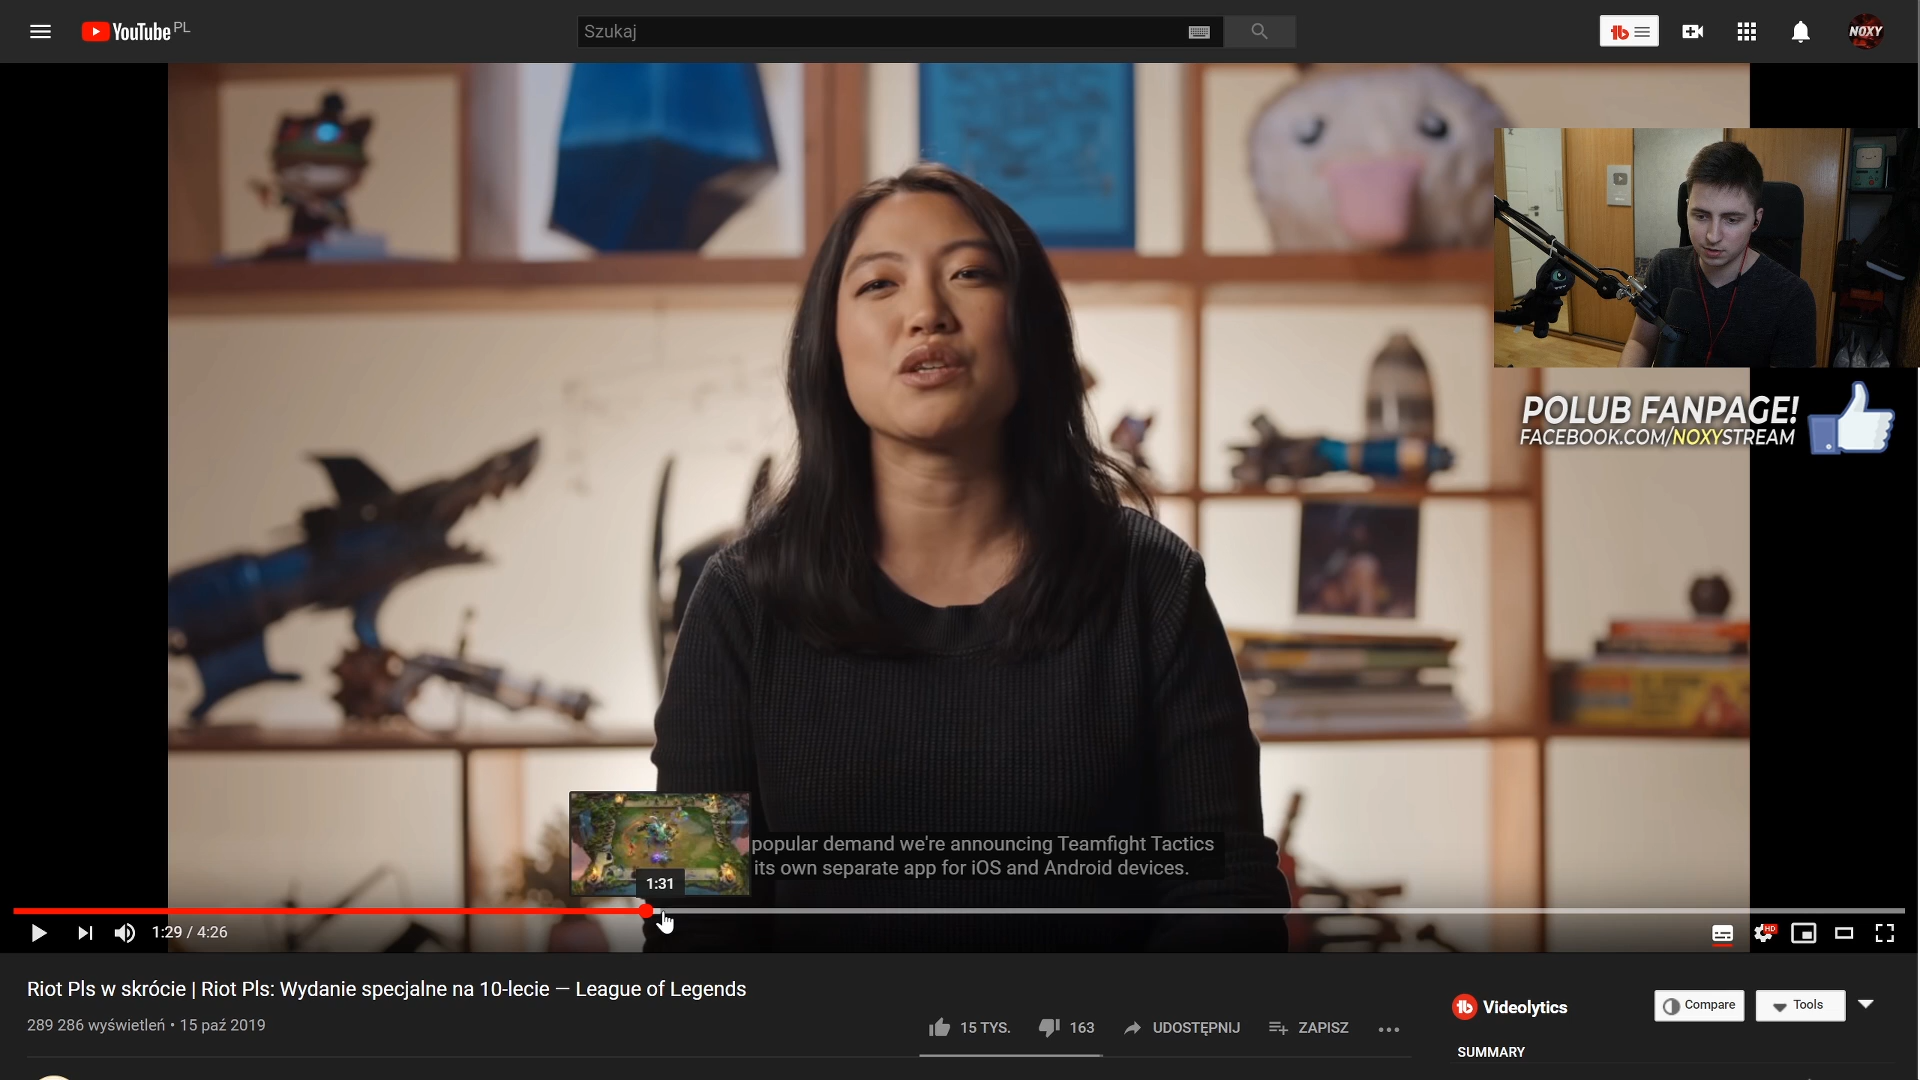 YouTube PL
Szukaj
NOXY
POLUB FANPAGE!
FACEBOOK.COM/NOXYSTREAM
popular demand we're announcing Teamfight Tactics
its own separate app for iOS and Android devices.
1:31
1:29 / 4:26
HD
Riot Pls w skrócie | Riot Pls: Wydanie specjalne na 10-lecie — League of Legends
289 286 wyświetleń • 15 paź 2019
15 TYS.
163
UDOSTĘPNIJ
ZAPISZ
Videolytics
Compare
Tools
SUMMARY